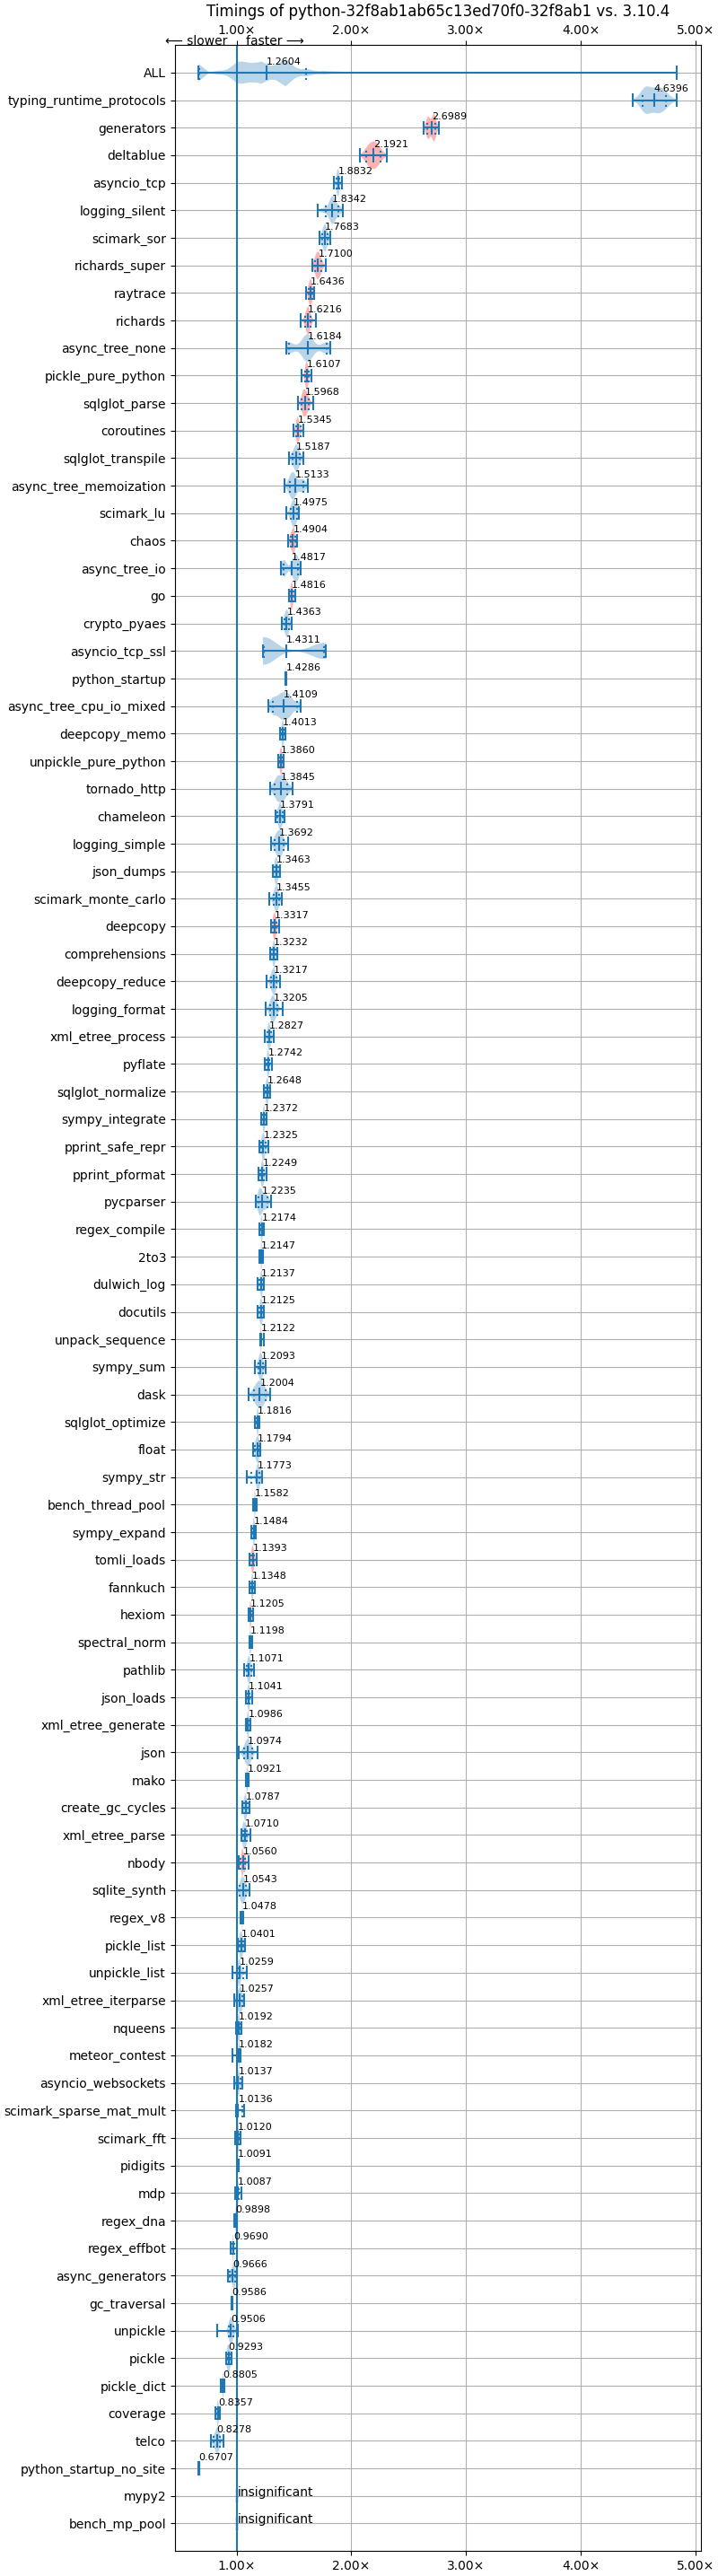 Timings of python-32f8ab1ab65c13ed70f0-32f8ab1 vs. 3.10.4
1.00× 2.00× 3.00× 4.00× 5.00×
⟵ slower faster ⟶
ALL 1.2604
typing_runtime_protocols 4.6396
generators 2.6989
deltablue 2.1921
asyncio_tcp 1.8832
logging_silent 1.8342
scimark_sor 1.7683
richards_super 1.7100
raytrace 1.6436
richards 1.6216
async_tree_none 1.6184
pickle_pure_python 1.6107
sqlglot_parse 1.5968
coroutines 1.5345
sqlglot_transpile 1.5187
async_tree_memoization 1.5133
scimark_lu 1.4975
chaos 1.4904
async_tree_io 1.4817
go 1.4816
crypto_pyaes 1.4363
asyncio_tcp_ssl 1.4311
python_startup 1.4286
async_tree_cpu_io_mixed 1.4109
deepcopy_memo 1.4013
unpickle_pure_python 1.3860
tornado_http 1.3845
chameleon 1.3791
logging_simple 1.3692
json_dumps 1.3463
scimark_monte_carlo 1.3455
deepcopy 1.3317
comprehensions 1.3232
deepcopy_reduce 1.3217
logging_format 1.3205
xml_etree_process 1.2827
pyflate 1.2742
sqlglot_normalize 1.2648
sympy_integrate 1.2372
pprint_safe_repr 1.2325
pprint_pformat 1.2249
pycparser 1.2235
regex_compile 1.2174
2to3 1.2147
dulwich_log 1.2137
docutils 1.2125
unpack_sequence 1.2122
sympy_sum 1.2093
dask 1.2004
sqlglot_optimize 1.1816
float 1.1794
sympy_str 1.1773
bench_thread_pool 1.1582
sympy_expand 1.1484
tomli_loads 1.1393
fannkuch 1.1348
hexiom 1.1205
spectral_norm 1.1198
pathlib 1.1071
json_loads 1.1041
xml_etree_generate 1.0986
json 1.0974
mako 1.0921
create_gc_cycles 1.0787
xml_etree_parse 1.0710
nbody 1.0560
sqlite_synth 1.0543
regex_v8 1.0478
pickle_list 1.0401
unpickle_list 1.0259
xml_etree_iterparse 1.0257
nqueens 1.0192
meteor_contest 1.0182
asyncio_websockets 1.0137
scimark_sparse_mat_mult 1.0136
scimark_fft 1.0120
pidigits 1.0091
mdp 1.0087
regex_dna 0.9898
regex_effbot 0.9690
async_generators 0.9666
gc_traversal 0.9586
unpickle 0.9506
pickle 0.9293
pickle_dict 0.8805
coverage 0.8357
telco 0.8278
python_startup_no_site 0.6707
mypy2 insignificant
bench_mp_pool insignificant
1.00× 2.00× 3.00× 4.00× 5.00×